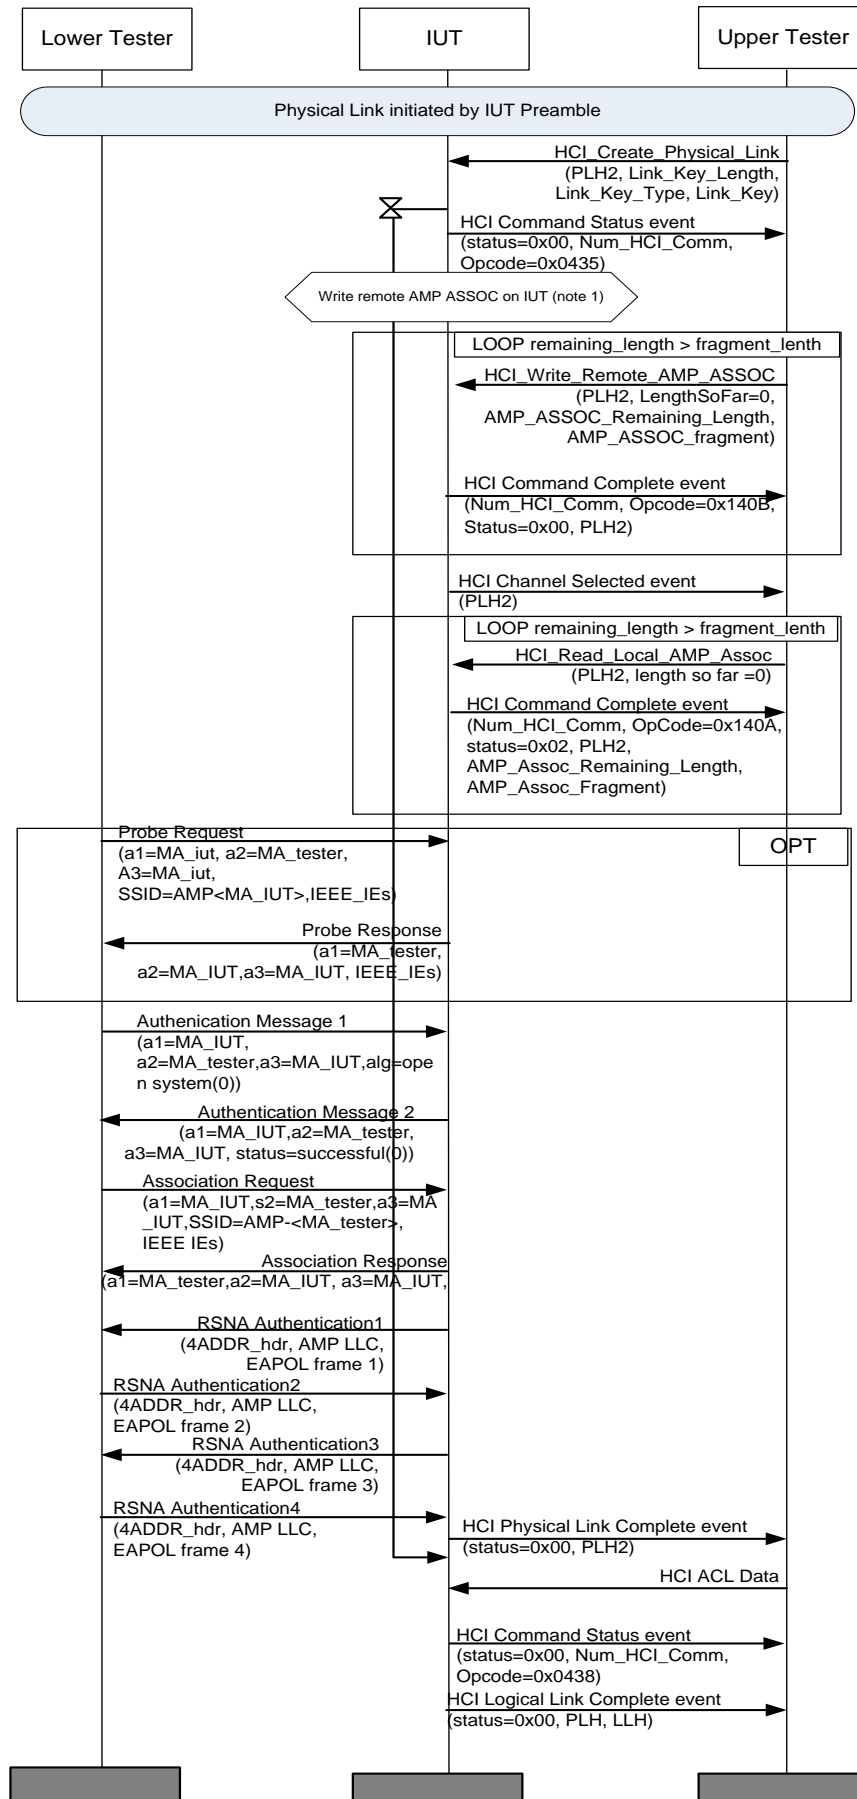 Lower Tester
IUT
Upper Tester
Physical Link initiated by IUT Preamble
HCI_Create_Physical_Link
(PLH2, Link_Key_Length,
Link_Key_Type, Link_Key)
HCI Command Status event
(status=0x00, Num_HCI_Comm,
Opcode=0x0435)
Write remote AMP ASSOC on IUT (note 1)
LOOP remaining_length > fragment_lenth
HCI_Write_Remote_AMP_ASSOC
(PLH2, LengthSoFar=0,
AMP_ASSOC_Remaining_Length,
AMP_ASSOC_fragment)
HCI Command Complete event
(Num_HCI_Comm, Opcode=0x140B,
Status=0x00, PLH2)
HCI Channel Selected event
(PLH2)
LOOP remaining_length > fragment_lenth
HCI_Read_Local_AMP_Assoc
(PLH2, length so far =0)
HCI Command Complete event
(Num_HCI_Comm, OpCode=0x140A,
status=0x02, PLH2,
AMP_Assoc_Remaining_Length,
AMP_Assoc_Fragment)
OPT
Probe Request
(a1=MA_iut, a2=MA_tester,
A3=MA_iut,
SSID=AMP<MA_IUT>,IEEE_IEs)
Probe Response
(a1=MA_tester,
a2=MA_IUT,a3=MA_IUT, IEEE_IEs)
Authenication Message 1
(a1=MA_IUT,
a2=MA_tester,a3=MA_IUT,alg=ope
n system(0))
Authentication Message 2
(a1=MA_IUT,a2=MA_tester,
a3=MA_IUT, status=successful(0))
Association Request
(a1=MA_IUT,s2=MA_tester,a3=MA
_IUT,SSID=AMP-<MA_tester>,
IEEE IEs)
Association Response
(a1=MA_tester,a2=MA_IUT, a3=MA_IUT,
RSNA Authentication1
(4ADDR_hdr, AMP LLC,
EAPOL frame 1)
RSNA Authentication2
(4ADDR_hdr, AMP LLC,
EAPOL frame 2)
RSNA Authentication3
(4ADDR_hdr, AMP LLC,
EAPOL frame 3)
RSNA Authentication4
(4ADDR_hdr, AMP LLC,
EAPOL frame 4)
HCI Physical Link Complete event
(status=0x00, PLH2)
HCI ACL Data
HCI Command Status event
(status=0x00, Num_HCI_Comm,
Opcode=0x0438)
HCI Logical Link Complete event
(status=0x00, PLH, LLH)